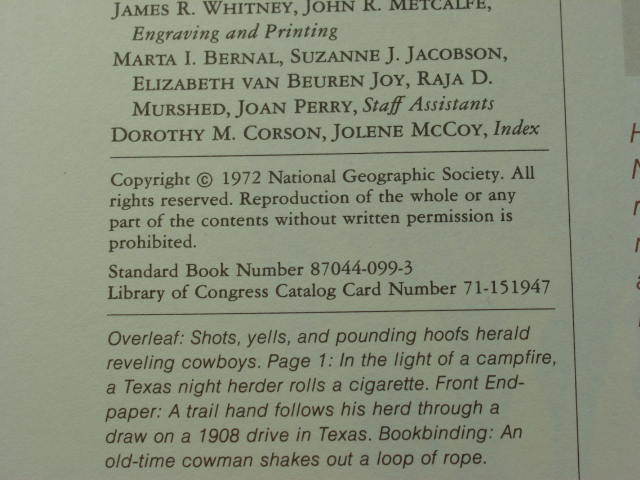 JAMES R. WHITNEY, JOHN R. METCALFE,
Engraving and Printing
MARTA I. BERNAL, SUZANNE J. JACOBSON,
ELIZABETH VAN BEUREN JOY, RAJA D.
MURSHED, JOAN PERRY, Staff Assistants
DOROTHY M. CORSON, JOLENE MCCOY, Index
Copyright © 1972 National Geographic Society. All
rights reserved. Reproduction of the whole or any
part of the contents without written permission is
prohibited.
Standard Book Number 87044-099-3
Library of Congress Catalog Card Number 71-151947
Overleaf: Shots, yells, and pounding hoofs herald
reveling cowboys. Page 1: In the light of a campfire,
a Texas night herder rolls a cigarette. Front End-
paper: A trail hand follows his herd through a
draw on a 1908 drive in Texas. Bookbinding: An
old-time cowman shakes out a loop of rope.